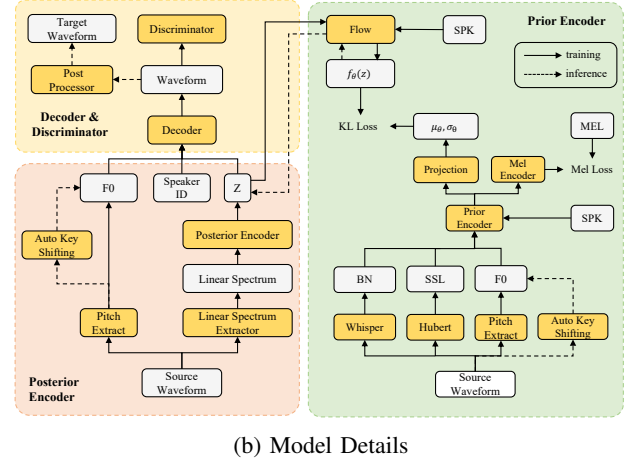 Target
Waveform
Discriminator
Post
Processor
Waveform
Decoder &
Discriminator
Decoder
F0
Speaker
ID
Z
Auto Key
Shifting
Posterior Encoder
Linear Spectrum
Pitch
Extract
Linear Spectrum
Extractor
Posterior
Encoder
Source
Waveform
Flow
SPK
Prior Encoder
training
inference
fθ(z)
KL Loss
μθ, σθ
MEL
Projection
Mel
Encoder
Mel Loss
Prior
Encoder
SPK
BN
SSL
F0
Whisper
Hubert
Pitch
Extract
Auto Key
Shifting
Source
Waveform
(b) Model Details